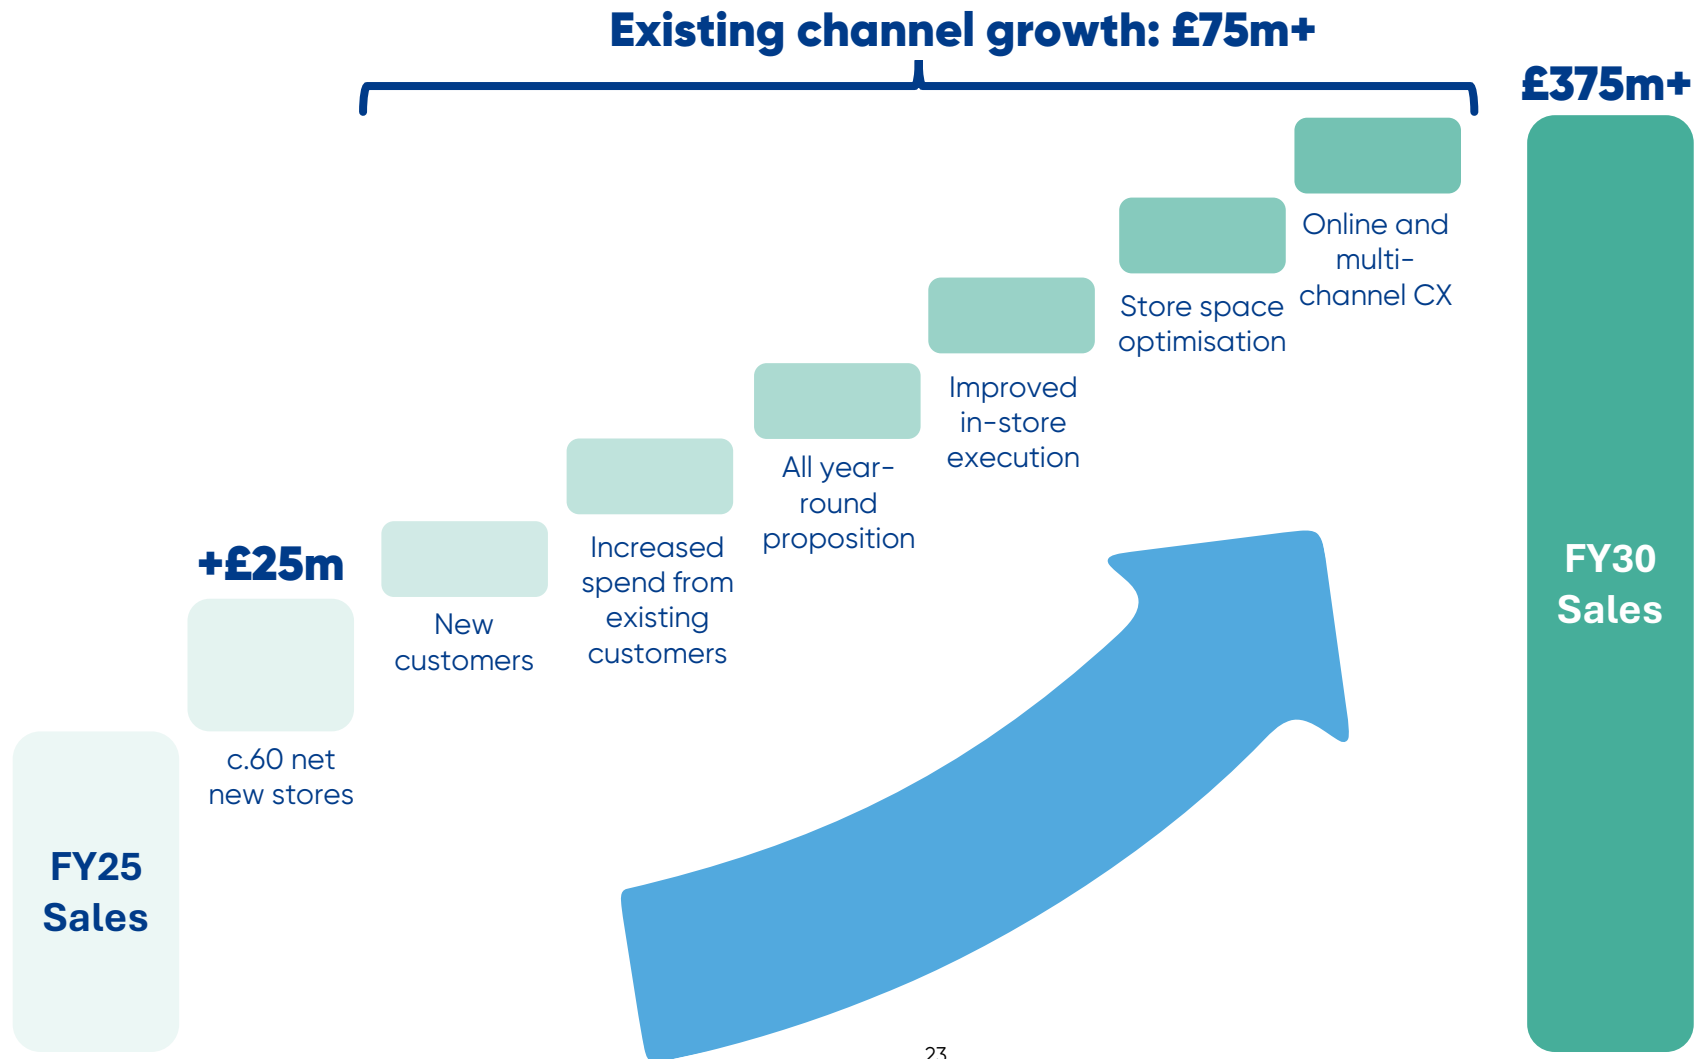 Existing channel growth: £75m+
£375m+
Online and
multi-
channel CX
Store space
optimisation
Improved
in-store
execution
All year-
round
proposition
Increased
spend from
existing
customers
New
customers
+£25m
c.60 net
new stores
FY25
Sales
FY30
Sales
23